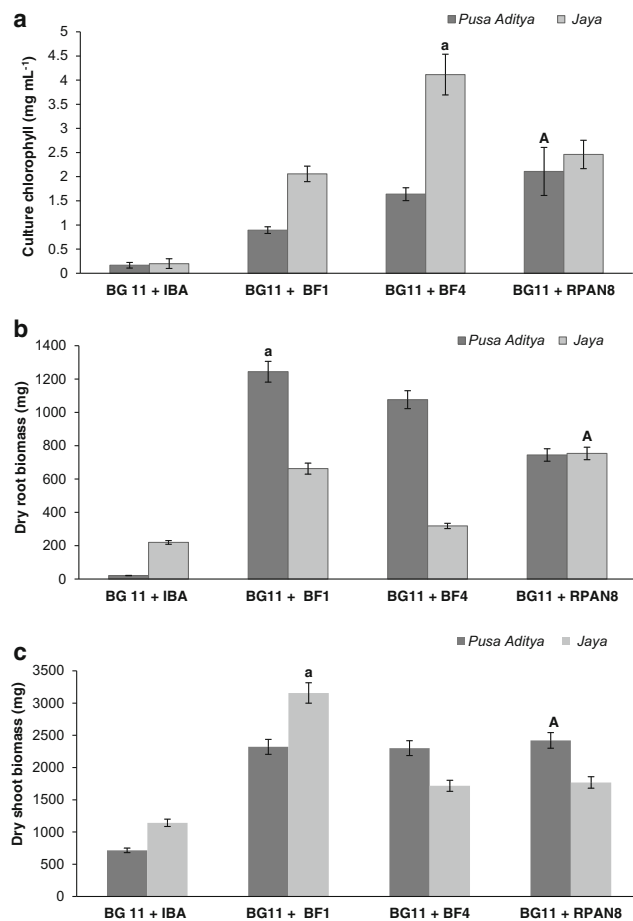 a
Pusa Aditya
Jaya
Culture chlorophyll (mg mL-1)
5
4.5
4
3.5
3
2.5
2
1.5
1
0.5
0
a
A
BG 11 + IBA
BG11 + BF1
BG11 + BF4
BG11 + RPAN8
b
Pusa Aditya
Jaya
Dry root biomass (mg)
1400
1200
1000
800
600
400
200
0
a
A
BG 11 + IBA
BG11 + BF1
BG11 + BF4
BG11 + RPAN8
c
Pusa Aditya
Jaya
Dry shoot biomass (mg)
3500
3000
2500
2000
1500
1000
500
0
a
A
BG 11 + IBA
BG11 + BF1
BG11 + BF4
BG11 + RPAN8